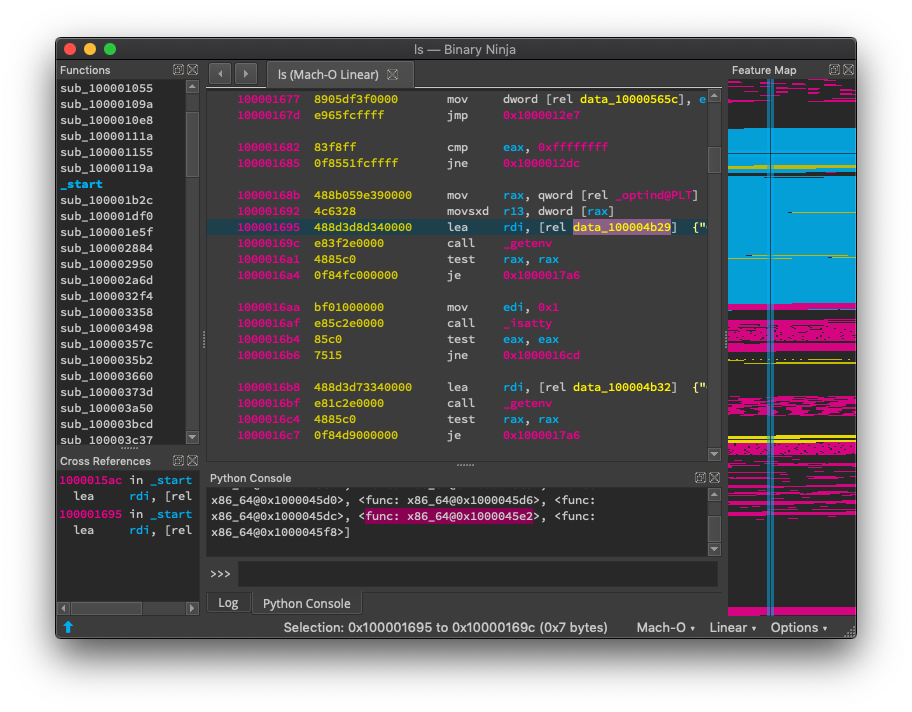 ls — Binary Ninja
Functions
sub_100001055
sub_10000109a
sub_1000010e8
sub_10000111a
sub_100001155
sub_10000119a
_start
sub_100001b2c
sub_100001df0
sub_100001e5f
sub_100002884
sub_100002950
sub_100002a6d
sub_1000032f4
sub_100003358
sub_100003498
sub_10000357c
sub_1000035b2
sub_100003660
sub_10000373d
sub_100003a50
sub_100003bcd
sub_100003c37
Cross References
1000015ac in _start
lea rdi, [rel
100001695 in _start
lea rdi, [rel
ls (Mach-O Linear)
100001677 8905df3f0000 mov dword [rel data_10000565c], e
10000167d e965fcffff jmp 0x1000012e7
100001682 83f8ff cmp eax, 0xffffffff
100001685 0f8551fcffff jne 0x1000012dc
10000168b 488b059e390000 mov rax, qword [rel _optind@PLT]
100001692 4c6328 movsxd r13, dword [rax]
100001695 488d3d8d340000 lea rdi, [rel data_100004b29] {"
10000169c e83f2e0000 call _getenv
1000016a1 4885c0 test rax, rax
1000016a4 0f84fc000000 je 0x1000017a6
1000016aa bf01000000 mov edi, 0x1
1000016af e85c2e0000 call _isatty
1000016b4 85c0 test eax, eax
1000016b6 7515 jne 0x1000016cd
1000016b8 488d3d73340000 lea rdi, [rel data_100004b32] {"
1000016bf e81c2e0000 call _getenv
1000016c4 4885c0 test rax, rax
1000016c7 0f84d9000000 je 0x1000017a6
Python Console
x86_64@0x1000045d0>, <func: x86_64@0x1000045d6>, <func:
x86_64@0x1000045dc>, <func: x86_64@0x1000045e2>, <func:
x86_64@0x1000045f8>]
>>>
Log
Python Console
Feature Map
Selection: 0x100001695 to 0x10000169c (0x7 bytes)
Mach-O
Linear
Options